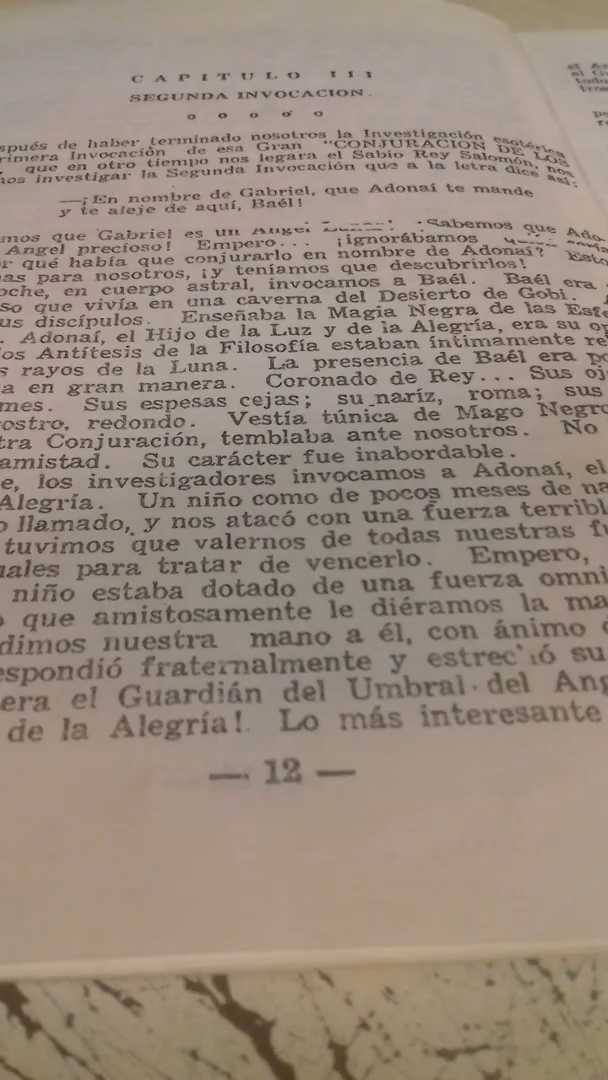 CAPITULO III
SEGUNDA INVOCACION.
spués de haber terminado nosotros la Investigación esotérica
rimera Invocación de esa Gran "CONJURACION DE LOS
que en otro tiempo nos legara el Sabio Rey Salomón, nos
nos investigar la Segunda Invocación que a la letra dice así:
—¡En nombre de Gabriel, que Adonaí te mande
y te aleje de aquí, Baél!
mos que Gabriel es un Angel Sabemos que Ado-
Angel precioso! Empero... ¡ignorábamos
r qué había que conjurarlo en nombre de Adonaí? Esto
as para nosotros, ¡y teníamos que descubrirlos!
oche, en cuerpo astral, invocamos a Baél. Baél era
so que vivía en una caverna del Desierto de Gobi.
us discípulos. Enseñaba la Magia Negra de las Esfe
. Adonaí, el Hijo de la Luz y de la Alegría, era su op
los Antítesis de la Filosofía estaban íntimamente re
s rayos de la Luna. La presencia de Baél era po
a en gran manera. Coronado de Rey... Sus oj
mes. Sus espesas cejas; su naríz, roma; sus
ostro, redondo. Vestía túnica de Mago Negro
tra Conjuración, temblaba ante nosotros. No
amistad. Su carácter fue inabordable.
e, los investigadores invocamos a Adonaí, el
Alegría. Un niño como de pocos meses de na
o llamado, y nos atacó con una fuerza terribl
tuvimos que valernos de todas nuestras fu
uales para tratar de vencerlo. Empero,
niño estaba dotado de una fuerza omni
o que amistosamente le diéramos la ma
dimos nuestra mano a él, con ánimo
espondió fraternalmente y estrechó su
era el Guardián del Umbral del Ang
de la Alegría!. Lo más interesante
— 12 —